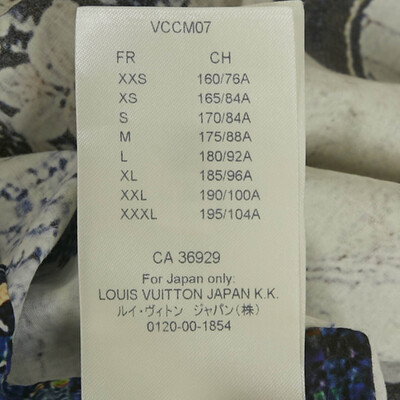 VCCM07
FR CH
XXS 160/76A
XS 165/84A
S 170/84A
M 175/88A
L 180/92A
XL 185/96A
XXL 190/100A
XXXL 195/104A
CA 36929
For Japan only:
LOUIS VUITTON JAPAN K.K.
ルイ・ヴィトン ジャパン(株)
0120-00-1854